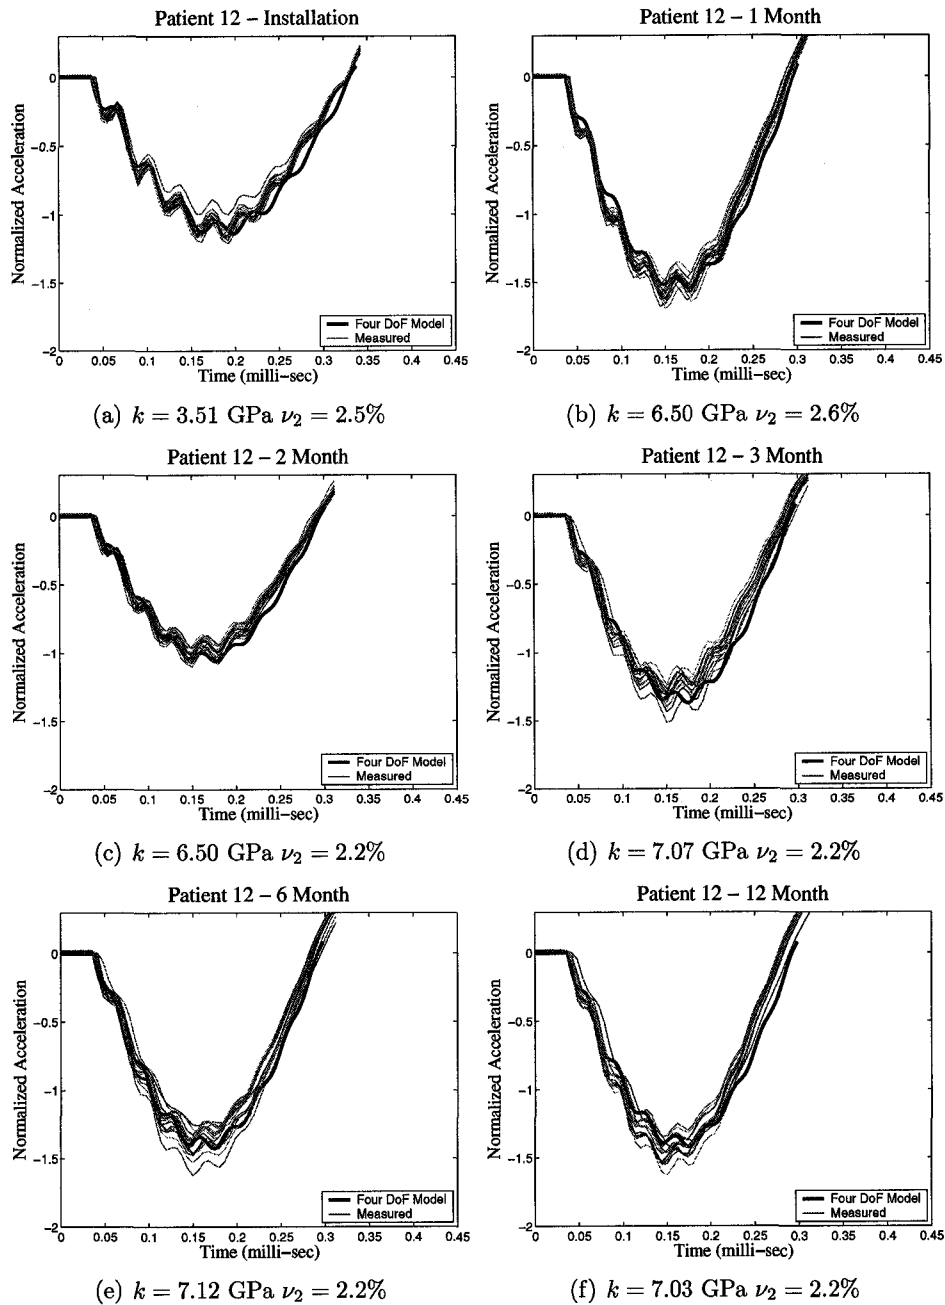 Patient 12 – Installation
Normalized Acceleration
0
−0.5
−1
−1.5
−2
0 0.05 0.1 0.15 0.2 0.25 0.3 0.35 0.4 0.45
Time (milli-sec)
Four DoF Model
Measured
(a) k = 3.51 GPa ν₂ = 2.5%
Patient 12 – 1 Month
Normalized Acceleration
0
−0.5
−1
−1.5
−2
0 0.05 0.1 0.15 0.2 0.25 0.3 0.35 0.4 0.45
Time (milli-sec)
Four DoF Model
Measured
(b) k = 6.50 GPa ν₂ = 2.6%
Patient 12 – 2 Month
Normalized Acceleration
0
−0.5
−1
−1.5
−2
0 0.05 0.1 0.15 0.2 0.25 0.3 0.35 0.4 0.45
Time (milli-sec)
Four DoF Model
Measured
(c) k = 6.50 GPa ν₂ = 2.2%
Patient 12 – 3 Month
Normalized Acceleration
0
−0.5
−1
−1.5
−2
0 0.05 0.1 0.15 0.2 0.25 0.3 0.35 0.4 0.45
Time (milli-sec)
Four DoF Model
Measured
(d) k = 7.07 GPa ν₂ = 2.2%
Patient 12 – 6 Month
Normalized Acceleration
0
−0.5
−1
−1.5
−2
0 0.05 0.1 0.15 0.2 0.25 0.3 0.35 0.4 0.45
Time (milli-sec)
Four DoF Model
Measured
(e) k = 7.12 GPa ν₂ = 2.2%
Patient 12 – 12 Month
Normalized Acceleration
0
−0.5
−1
−1.5
−2
0 0.05 0.1 0.15 0.2 0.25 0.3 0.35 0.4 0.45
Time (milli-sec)
Four DoF Model
Measured
(f) k = 7.03 GPa ν₂ = 2.2%